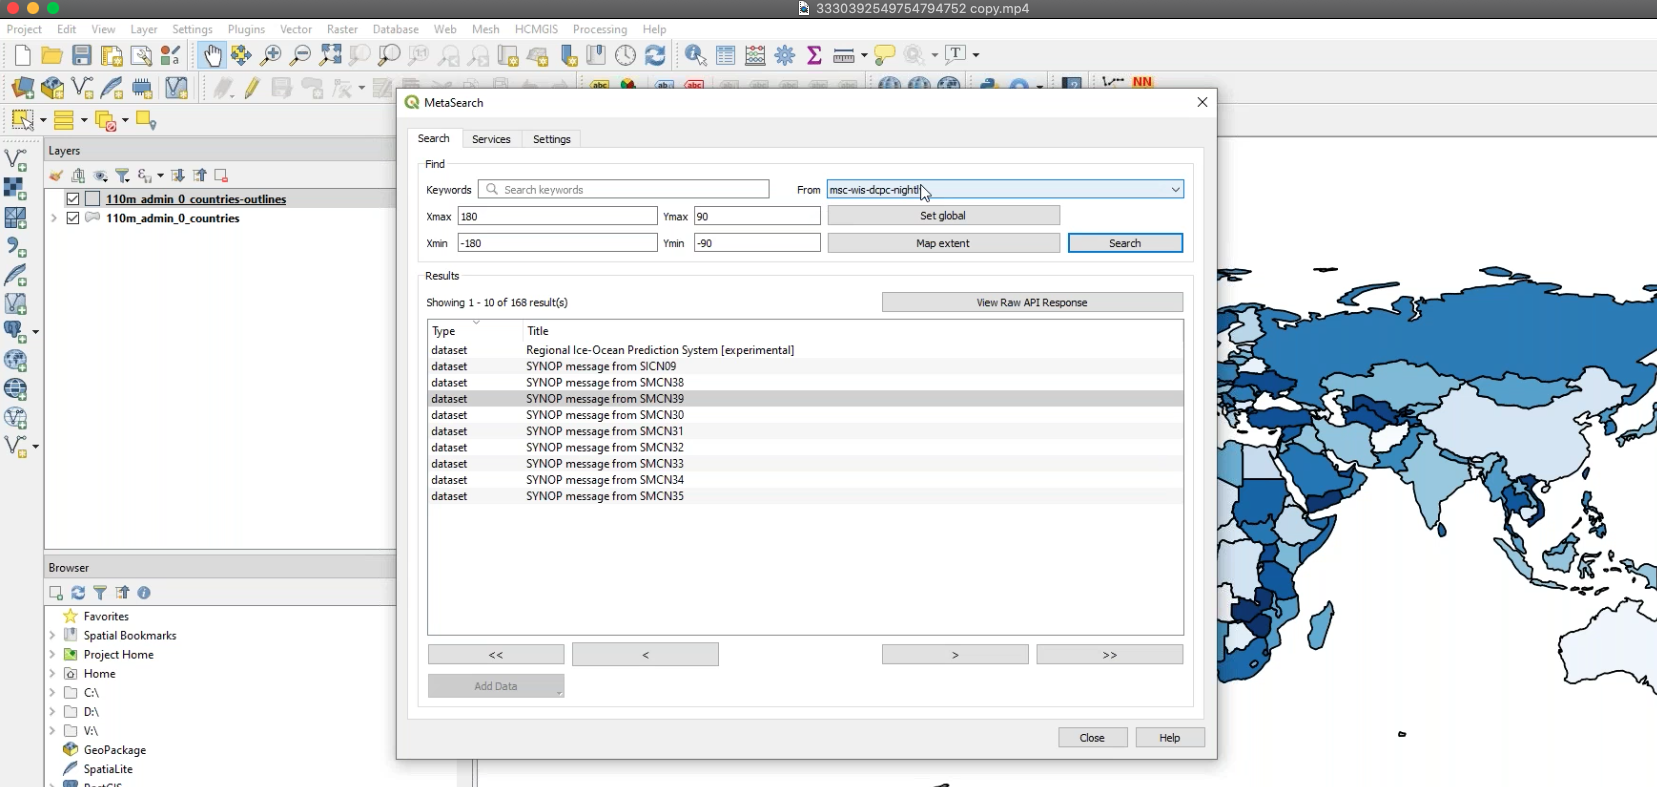 3330392549754794752 copy.mp4
Project Edit View Layer Settings Plugins Vector Raster Database Web Mesh HCMGIS Processing Help
NN
MetaSearch
Search Services Settings
Find
Keywords Search keywords From
Xmax 180 Ymax 90 Set global
Xmin -180 Ymin -90 Map extent Search
Results
Showing 1 - 10 of 168 result(s) View Raw API Response
Type Title
dataset Regional Ice-Ocean Prediction System [experimental]
dataset SYNOP message from SICN09
dataset SYNOP message from SMCN38
dataset SYNOP message from SMCN39
dataset SYNOP message from SMCN30
dataset SYNOP message from SMCN31
dataset SYNOP message from SMCN32
dataset SYNOP message from SMCN33
dataset SYNOP message from SMCN34
dataset SYNOP message from SMCN35
<< < > >>
Add Data
Close Help
Layers
110m_admin_0_countries-outlines
110m_admin_0_countries
Browser
Favorites
Spatial Bookmarks
Project Home
Home
C:\
D:\
V:\
GeoPackage
SpatiaLite